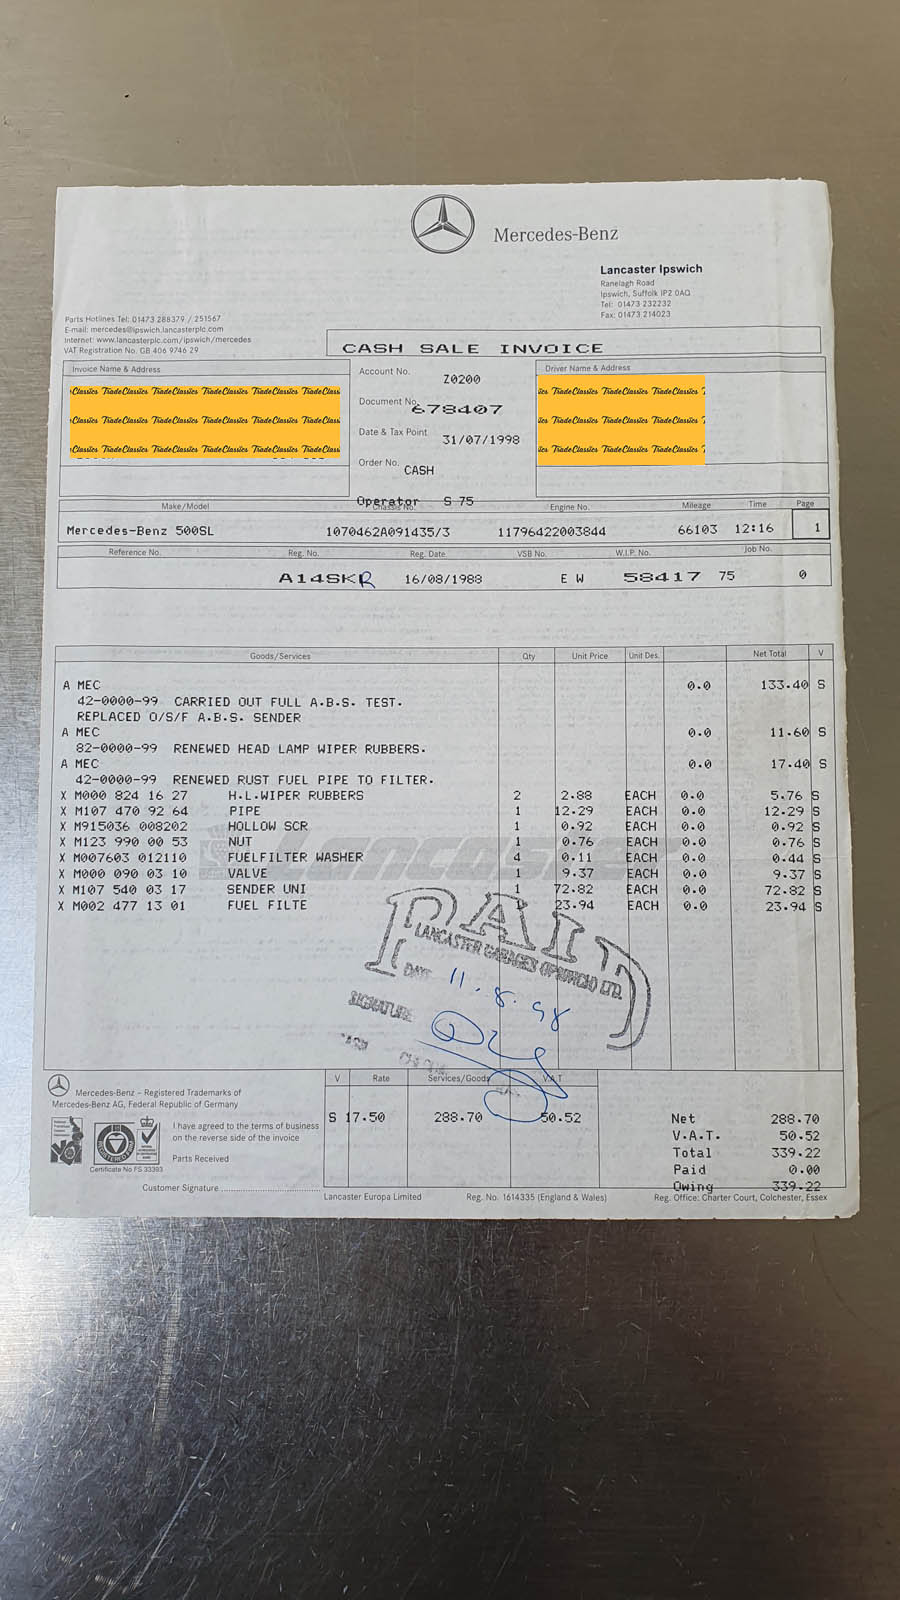 Mercedes-Benz
Lancaster Ipswich
Ranelagh Road
Ipswich, Suffolk IP2 0AQ
Tel: 01473 232232
Fax: 01473 214023
Parts Hotlines Tel: 01473 288379 / 251567
E-mail: mercedes@ipswich.lancasterplc.com
Internet: www.lancasterplc.com/ipswich/mercedes
VAT Registration No. GB 406 9746 29
CASH SALE INVOICE
Invoice Name & Address
Account No. Z0200
Driver Name & Address
TradeClassics TradeClassics TradeClassics TradeClassics
Document No. 678407
Date & Tax Point 31/07/1998
Order No. CASH
Operator S 75
Make/Model Chassis No. Engine No. Mileage Time Page
Mercedes-Benz 500SL 1070462A091435/3 11796422003844 66103 12:16 1
Reference No. Reg. No. Reg. Date VSB No. W.I.P. No. Job No.
A14SKR 16/08/1988 E W 58417 75 0
Goods/Services Qty Unit Price Unit Des. Net Total V
A MEC 0.0 133.40 S
42-0000-99 CARRIED OUT FULL A.B.S. TEST.
REPLACED O/S/F A.B.S. SENDER
A MEC 0.0 11.60 S
82-0000-99 RENEWED HEAD LAMP WIPER RUBBERS.
A MEC 0.0 17.40 S
42-0000-99 RENEWED RUST FUEL PIPE TO FILTER.
X M000 824 16 27 H.L.WIPER RUBBERS 2 2.88 EACH 0.0 5.76 S
X M107 470 92 64 PIPE 1 12.29 EACH 0.0 12.29 S
X M915036 008202 HOLLOW SCR 1 0.92 EACH 0.0 0.92 S
X M123 990 00 53 NUT 1 0.76 EACH 0.0 0.76 S
X M007603 012110 FUELFILTER WASHER 4 0.11 EACH 0.0 0.44 S
X M000 090 03 10 VALVE 1 9.37 EACH 0.0 9.37 S
X M107 540 03 17 SENDER UNI 1 72.82 EACH 0.0 72.82 S
X M002 477 13 01 FUEL FILTE 1 23.94 EACH 0.0 23.94 S
Lancaster
PAID
LANCASTER GARAGES (IPSWICH) LTD.
DATE 11.8.98
SIGNATURE
Mercedes-Benz – Registered Trademarks of
Mercedes-Benz AG, Federal Republic of Germany
V Rate Services/Goods V.A.T
S 17.50 288.70 50.52
I have agreed to the terms of business
on the reverse side of the invoice
Parts Received
REGISTERED FIRM
Certificate No FS 33393
Customer Signature
Net 288.70
V.A.T. 50.52
Total 339.22
Paid 0.00
Owing 339.22
Lancaster Europa Limited Reg. No. 1614335 (England & Wales) Reg. Office: Charter Court, Colchester, Essex